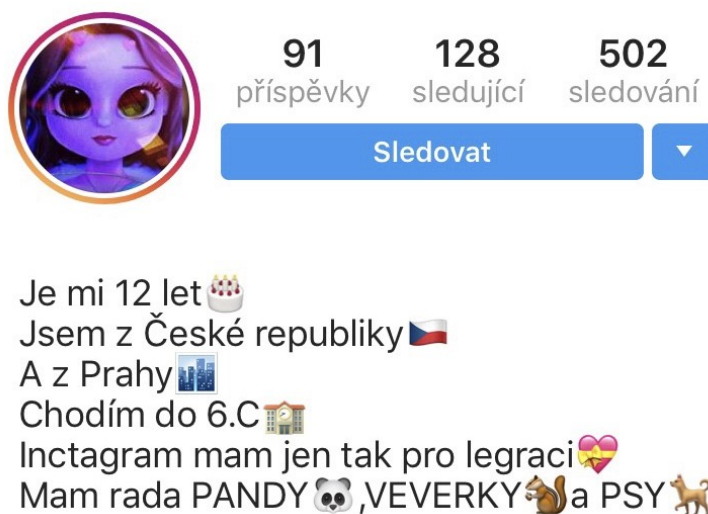 91 128 502
příspěvky sledující sledování
Sledovat
Je mi 12 let🎂
Jsem z České republiky🇨🇿
A z Prahy🏙
Chodím do 6.C🏫
Inctagram mam jen tak pro legraci💝
Mam rada PANDY🐼,VEVERKY🐿a PSY🐕